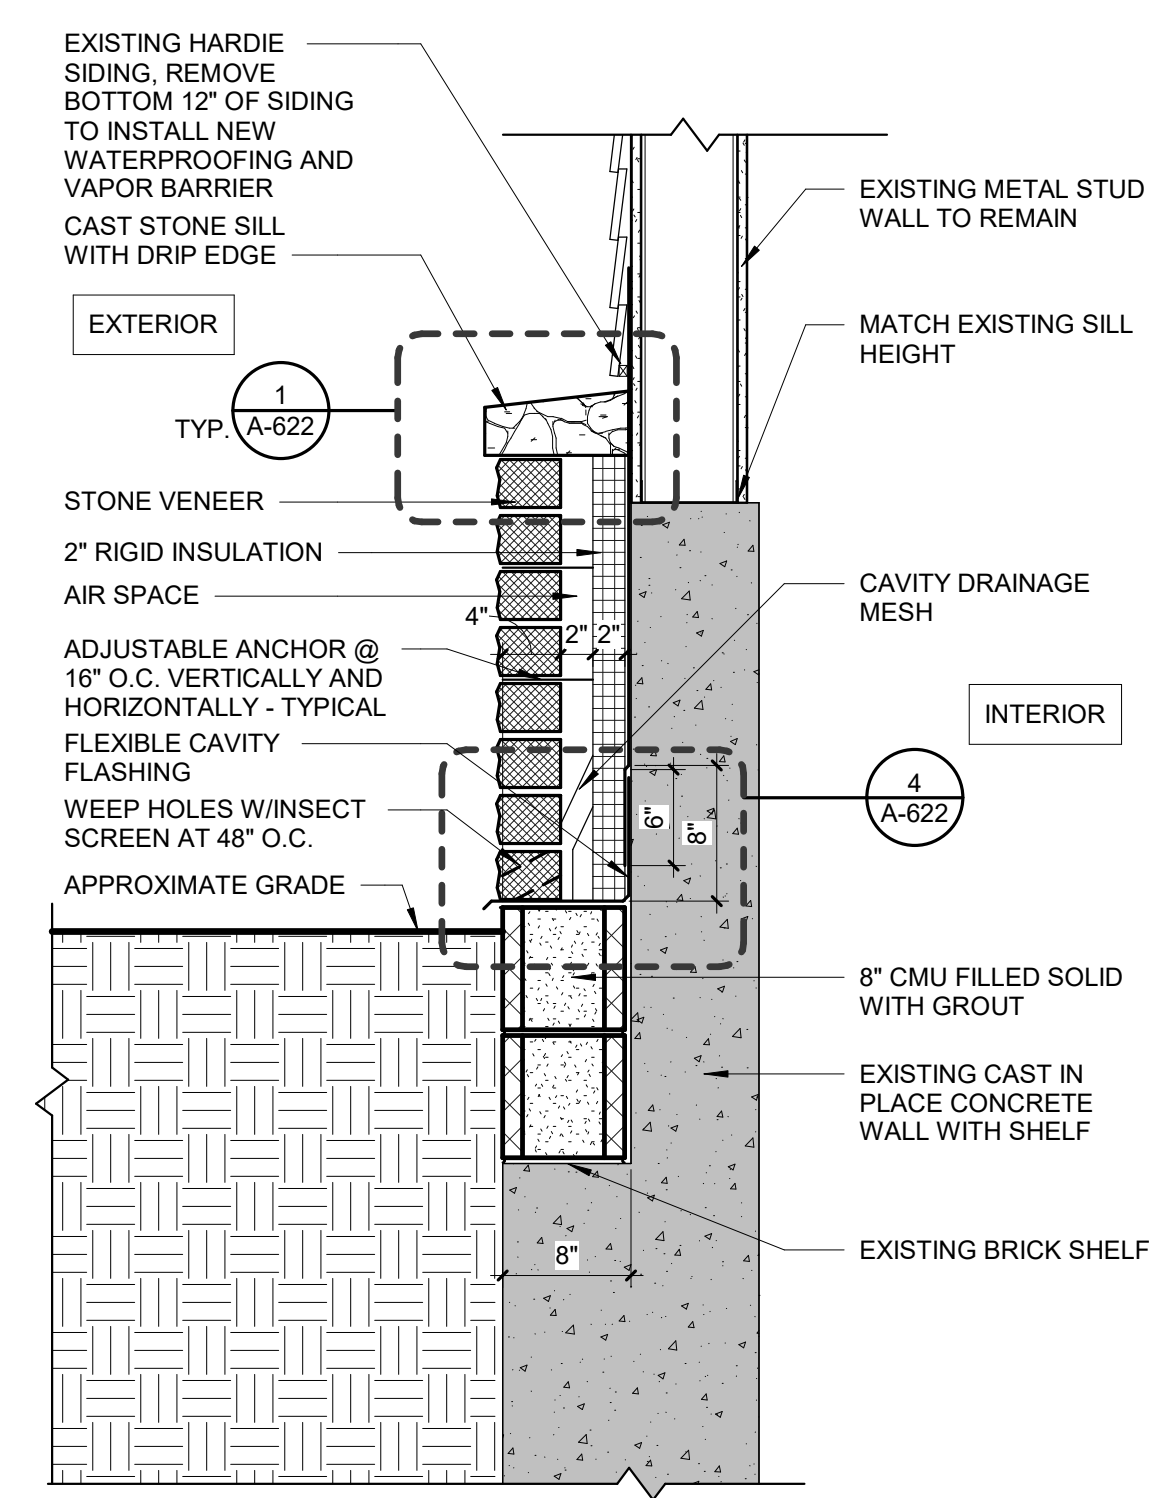 EXISTING HARDIE
SIDING, REMOVE
BOTTOM 12" OF SIDING
TO INSTALL NEW
WATERPROOFING AND
VAPOR BARRIER
CAST STONE SILL
WITH DRIP EDGE
EXTERIOR
1
TYP. A-622
STONE VENEER
2" RIGID INSULATION
AIR SPACE
ADJUSTABLE ANCHOR @
16" O.C. VERTICALLY AND
HORIZONTALLY - TYPICAL
FLEXIBLE CAVITY
FLASHING
WEEP HOLES W/INSECT
SCREEN AT 48" O.C.
APPROXIMATE GRADE
4"
2" 2"
6"
8"
8"
EXISTING METAL STUD
WALL TO REMAIN
MATCH EXISTING SILL
HEIGHT
CAVITY DRAINAGE
MESH
INTERIOR
4
A-622
8" CMU FILLED SOLID
WITH GROUT
EXISTING CAST IN
PLACE CONCRETE
WALL WITH SHELF
EXISTING BRICK SHELF